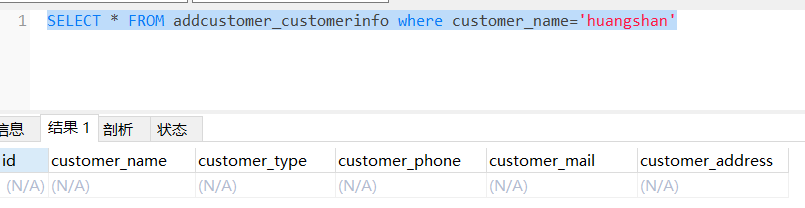 1 SELECT * FROM addcustomer_customerinfo where customer_name='huangshan'
信息 结果 1 剖析 状态
id customer_name customer_type customer_phone customer_mail customer_address
(N/A) (N/A) (N/A) (N/A) (N/A) (N/A)